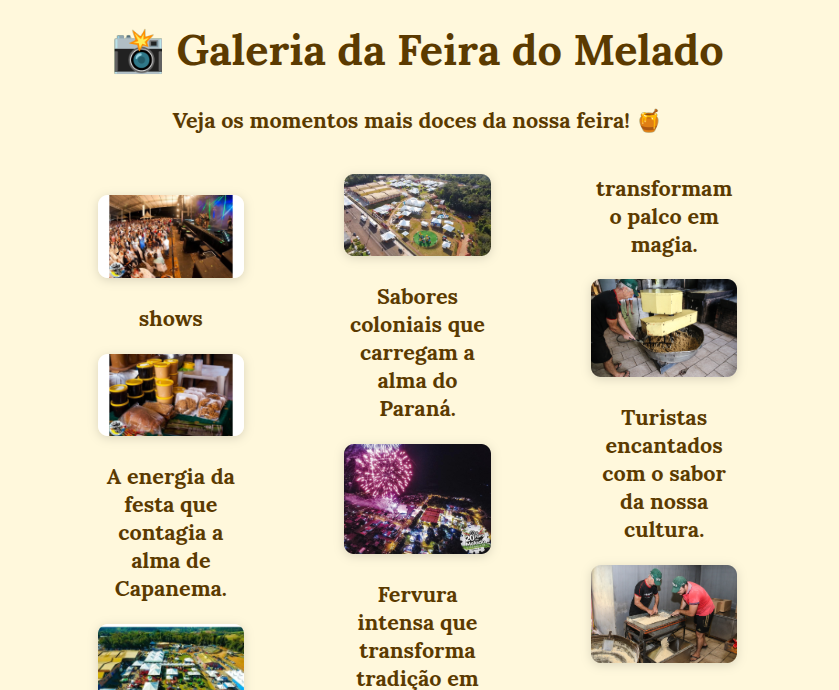 Galeria da Feira do Melado
Veja os momentos mais doces da nossa feira!
shows
A energia da
festa que
contagia a
alma de
Capanema.
Sabores
coloniais que
carregam a
alma do
Paraná.
Fervura
intensa que
transforma
tradição em
transformam
o palco em
magia.
Turistas
encantados
com o sabor
da nossa
cultura.